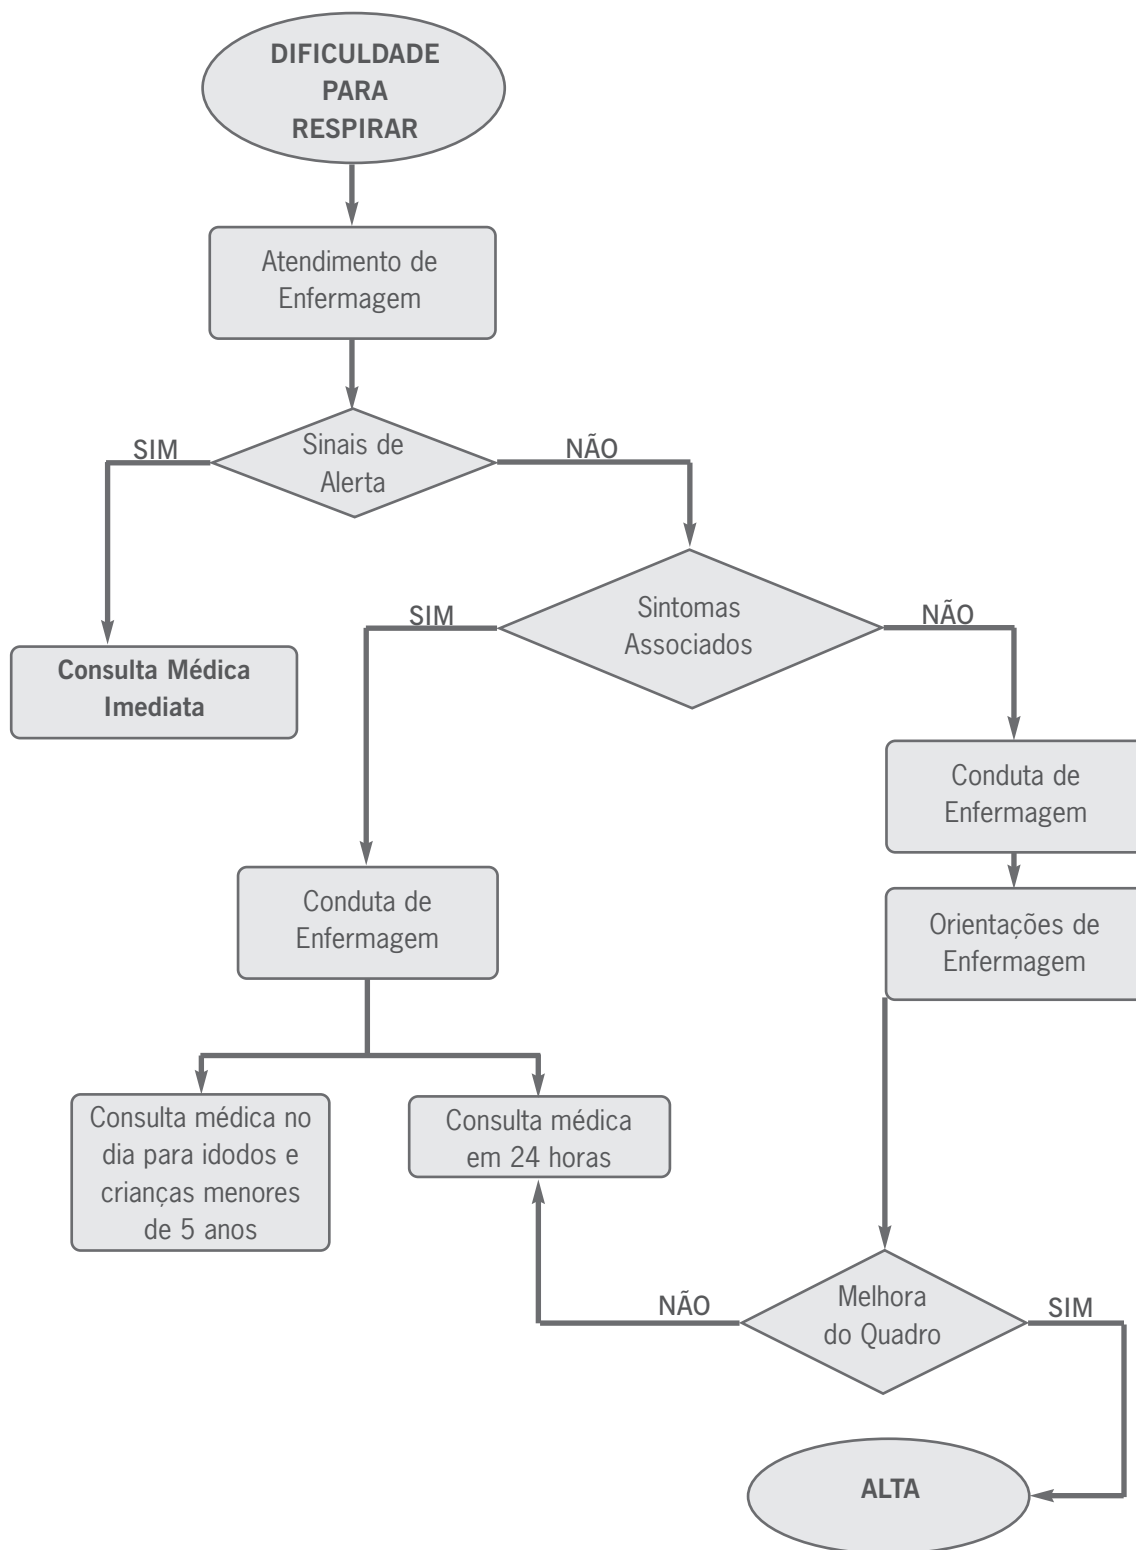 DIFICULDADE
PARA
RESPIRAR
Atendimento de
Enfermagem
SIM
Sinais de
Alerta
NÃO
SIM
Sintomas
Associados
NÃO
Consulta Médica
Imediata
Conduta de
Enfermagem
Conduta de
Enfermagem
Orientações de
Enfermagem
Consulta médica no
dia para idodos e
crianças menores
de 5 anos
Consulta médica
em 24 horas
NÃO
Melhora
do Quadro
SIM
ALTA